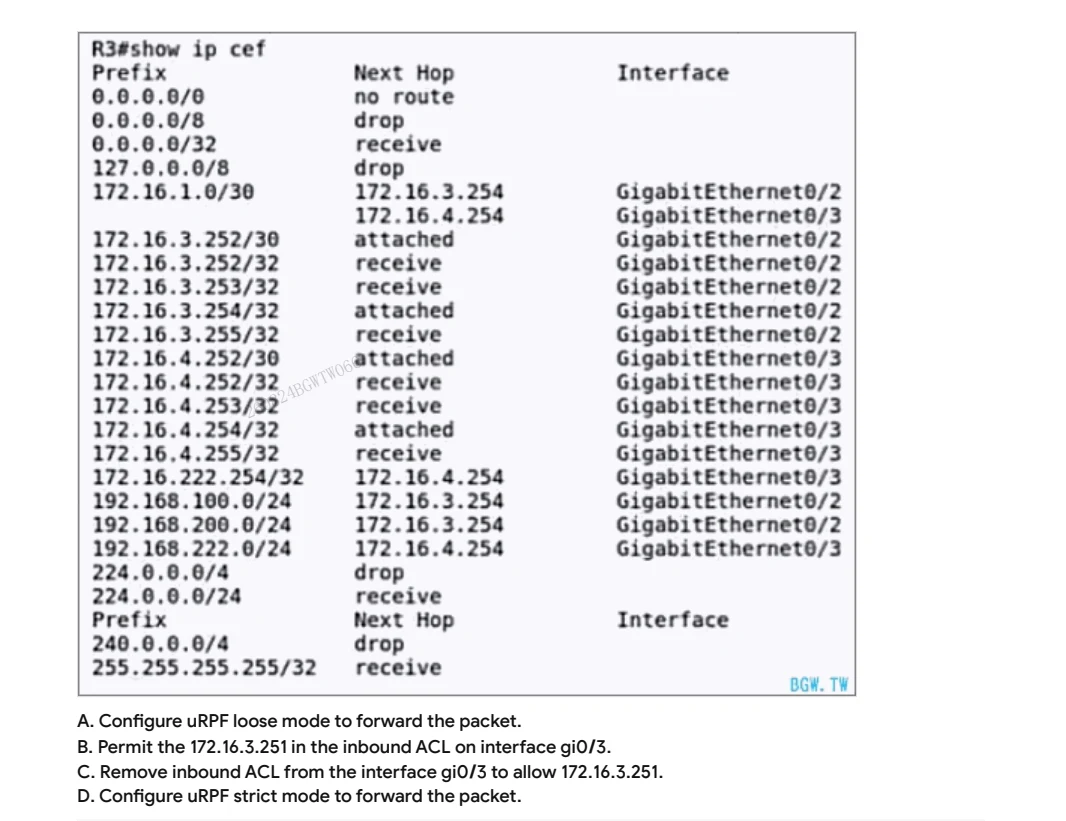 R3#show ip cef
Prefix Next Hop Interface
0.0.0.0/0 no route
0.0.0.0/8 drop
0.0.0.0/32 receive
127.0.0.0/8 drop
172.16.1.0/30 172.16.3.254 GigabitEthernet0/2
172.16.4.254 GigabitEthernet0/3
172.16.3.252/30 attached GigabitEthernet0/2
172.16.3.252/32 receive GigabitEthernet0/2
172.16.3.253/32 receive GigabitEthernet0/2
172.16.3.254/32 attached GigabitEthernet0/2
172.16.3.255/32 receive GigabitEthernet0/2
172.16.4.252/30 attached GigabitEthernet0/3
172.16.4.252/32 receive GigabitEthernet0/3
172.16.4.253/32 receive GigabitEthernet0/3
172.16.4.254/32 attached GigabitEthernet0/3
172.16.4.255/32 receive GigabitEthernet0/3
172.16.222.254/32 172.16.4.254 GigabitEthernet0/3
192.168.100.0/24 172.16.3.254 GigabitEthernet0/2
192.168.200.0/24 172.16.3.254 GigabitEthernet0/2
192.168.222.0/24 172.16.4.254 GigabitEthernet0/3
224.0.0.0/4 drop
224.0.0.0/24 receive
Prefix Next Hop Interface
240.0.0.0/4 drop
255.255.255.255/32 receive
BGW.TW
A. Configure uRPF loose mode to forward the packet.
B. Permit the 172.16.3.251 in the inbound ACL on interface gi0/3.
C. Remove inbound ACL from the interface gi0/3 to allow 172.16.3.251.
D. Configure uRPF strict mode to forward the packet.